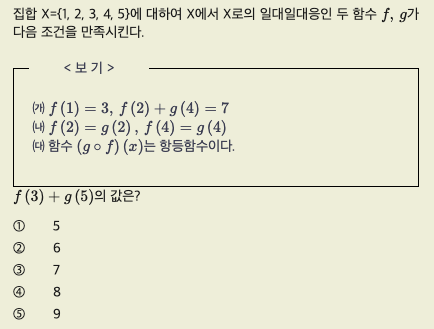 집합 X={1, 2, 3, 4, 5}에 대하여 X에서 X로의 일대일대응인 두 함수 f, g가
다음 조건을 만족시킨다.
< 보 기 >
㈎ f (1) = 3, f (2) + g (4) = 7
㈏ f (2) = g (2) , f (4) = g (4)
㈐ 함수 (g ∘ f) (x)는 항등함수이다.
f (3) + g (5)의 값은?
① 5
② 6
③ 7
④ 8
⑤ 9